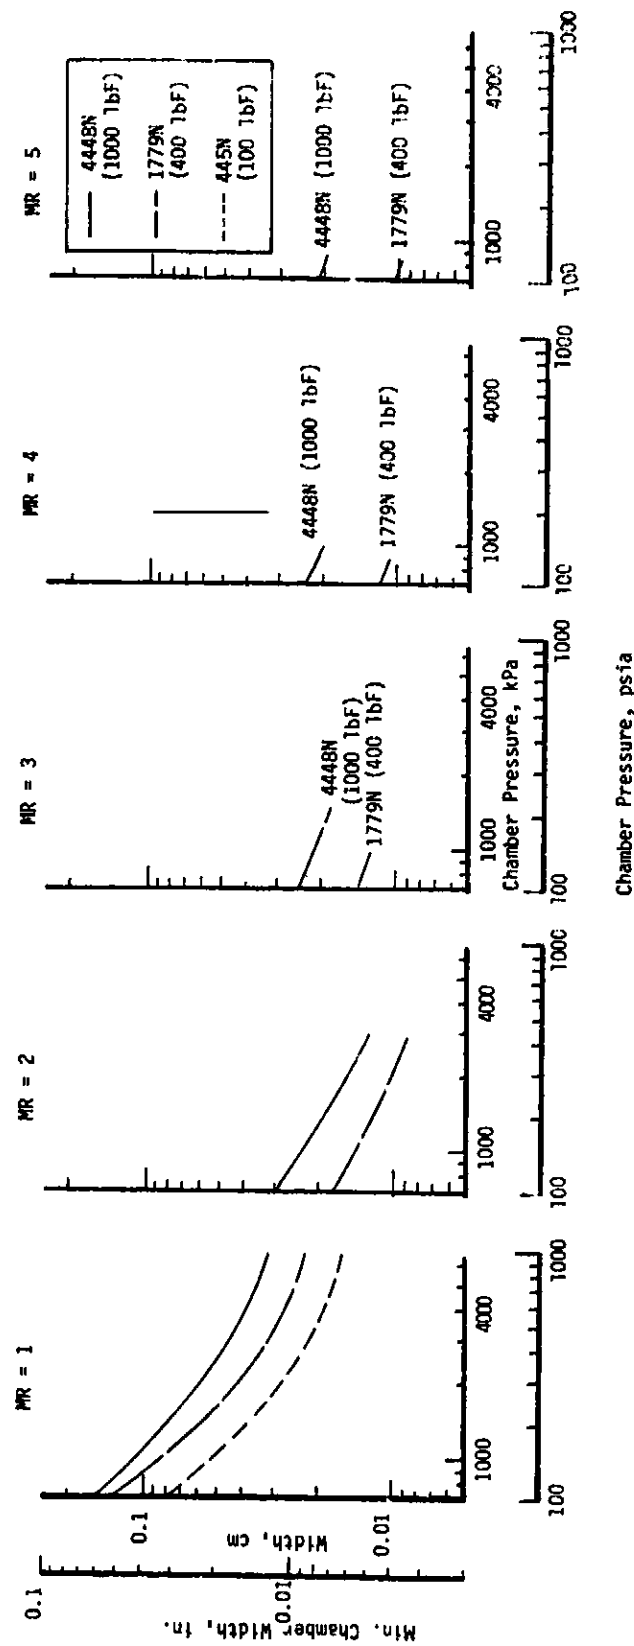 MR = 1
MR = 2
MR = 3
MR = 4
MR = 5
4448N
(1000 lbF)
1779N
(400 lbF)
445N
(100 lbF)
4448N
(1000 lbF)
1779N (400 lbF)
4448N (1000 lbF)
1779N (400 lbF)
4448N (1000 lbF)
1779N (400 lbF)
0.1
0.01
Min. Chamber Width, in.
0.1
0.01
Width, cm
1000
4000
1000
4000
1000
4000
1000
4000
1000
4000
Chamber Pressure, kPa
100
1000
100
1000
100
1000
100
1000
100
1000
Chamber Pressure, psia